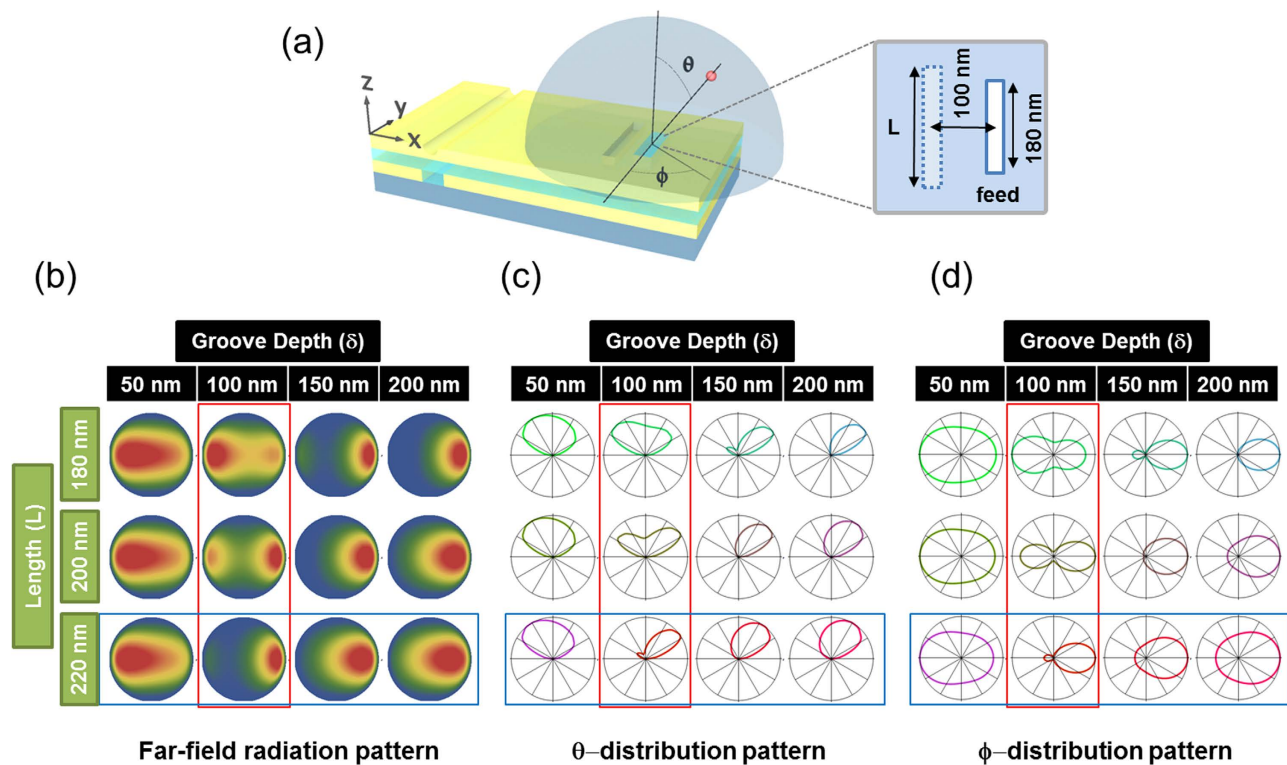 (a)
z
y
x
θ
ϕ
L
100 nm
180 nm
feed
(b)
(c)
(d)
Groove Depth (δ)
50 nm 100 nm 150 nm 200 nm
Groove Depth (δ)
50 nm 100 nm 150 nm 200 nm
Groove Depth (δ)
50 nm 100 nm 150 nm 200 nm
Length (L)
180 nm
200 nm
220 nm
Far-field radiation pattern
θ–distribution pattern
ϕ–distribution pattern